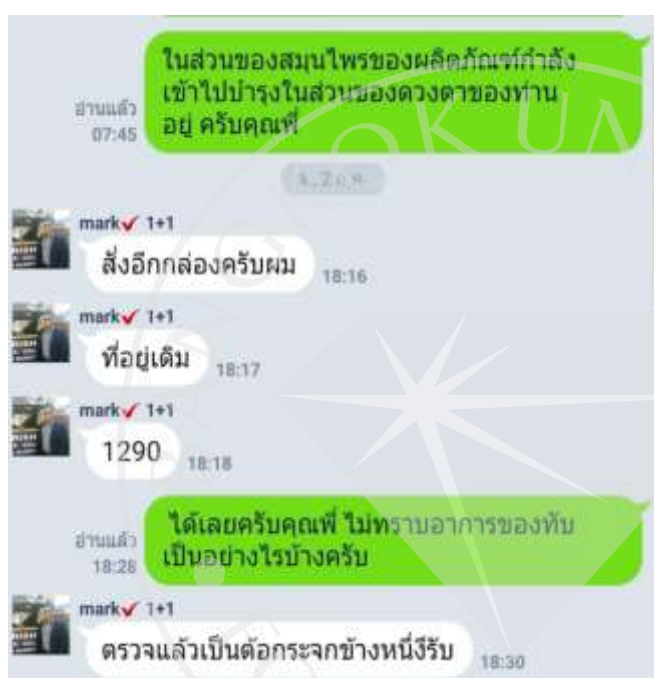 ในส่วนของสมุนไพรของผลิตภัณฑ์กำลัง
เข้าไปบำรุงในส่วนของดวงตาของท่าน
อยู่ ครับคุณพี่
อ่านแล้ว
07:45
mark✓ 1+1
สั่งอีกกล่องครับผม
18:16
mark✓ 1+1
ที่อยู่เดิม
18:17
mark✓ 1+1
1290
18:18
ได้เลยครับคุณพี่ ไม่ทราบอาการของทับ
เป็นอย่างไรบ้างครับ
อ่านแล้ว
18:28
mark✓ 1+1
ตรวจแล้วเป็นต้อกระจกข้างหนึ่งรับ
18:30